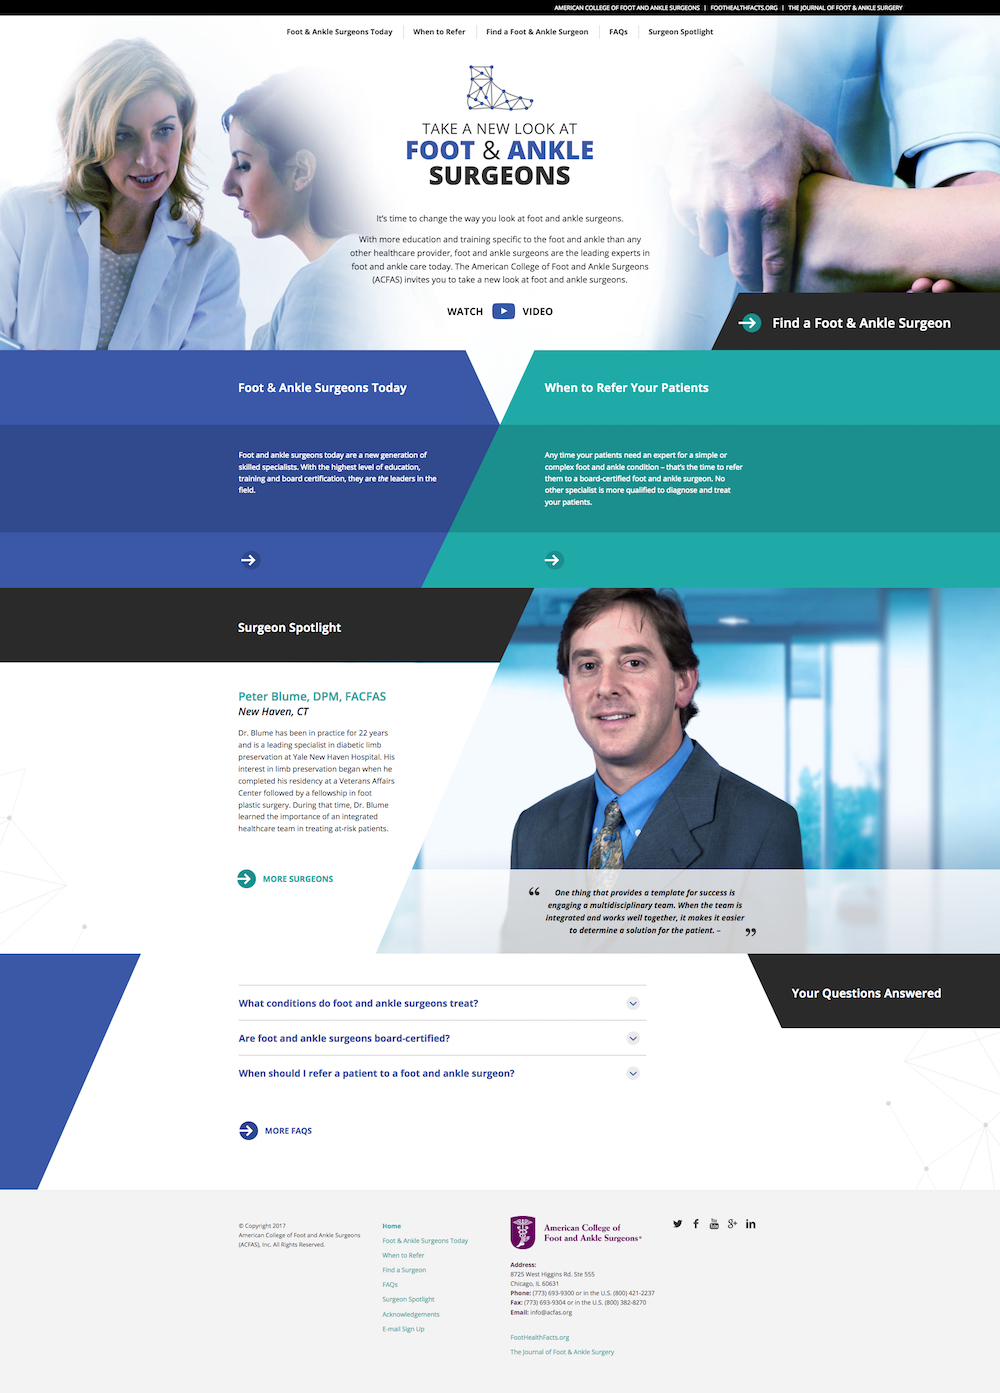 AMERICAN COLLEGE OF FOOT AND ANKLE SURGEONS | FOOTHEALTHFACTS.ORG | THE JOURNAL OF FOOT & ANKLE SURGERY
Foot & Ankle Surgeons Today | When to Refer | Find a Foot & Ankle Surgeon | FAQs | Surgeon Spotlight
TAKE A NEW LOOK AT
FOOT & ANKLE
SURGEONS
It's time to change the way you look at foot and ankle surgeons.
With more education and training specific to the foot and ankle than any
other healthcare provider, foot and ankle surgeons are the leading experts in
foot and ankle care today. The American College of Foot and Ankle Surgeons
(ACFAS) invites you to take a new look at foot and ankle surgeons.
WATCH VIDEO
Find a Foot & Ankle Surgeon
Foot & Ankle Surgeons Today
Foot and ankle surgeons today are a new generation of
skilled specialists. With the highest level of education,
training and board certification, they are the leaders in the
field.
When to Refer Your Patients
Any time your patients need an expert for a simple or
complex foot and ankle condition – that's the time to refer
them to a board-certified foot and ankle surgeon. No
other specialist is more qualified to diagnose and treat
your patients.
Surgeon Spotlight
Peter Blume, DPM, FACFAS
New Haven, CT
Dr. Blume has been in practice for 22 years
and is a leading specialist in diabetic limb
preservation at Yale New Haven Hospital. His
interest in limb preservation began when he
completed his residency at a Veterans Affairs
Center followed by a fellowship in foot
plastic surgery. During that time, Dr. Blume
learned the importance of an integrated
healthcare team in treating at-risk patients.
MORE SURGEONS
“ One thing that provides a template for success is
engaging a multidisciplinary team. When the team is
integrated and works well together, it makes it easier
to determine a solution for the patient. – ”
Your Questions Answered
What conditions do foot and ankle surgeons treat?
Are foot and ankle surgeons board-certified?
When should I refer a patient to a foot and ankle surgeon?
MORE FAQS
© Copyright 2017
American College of Foot and Ankle Surgeons
(ACFAS), Inc. All Rights Reserved.
Home
Foot & Ankle Surgeons Today
When to Refer
Find a Surgeon
FAQs
Surgeon Spotlight
Acknowledgements
E-mail Sign Up
American College of
Foot and Ankle Surgeons®
Address:
8725 West Higgins Rd. Ste 555
Chicago, IL 60631
Phone: (773) 693-9300 or in the U.S. (800) 421-2237
Fax: (773) 693-9304 or in the U.S. (800) 382-8270
Email: info@acfas.org
FootHealthFacts.org
The Journal of Foot & Ankle Surgery